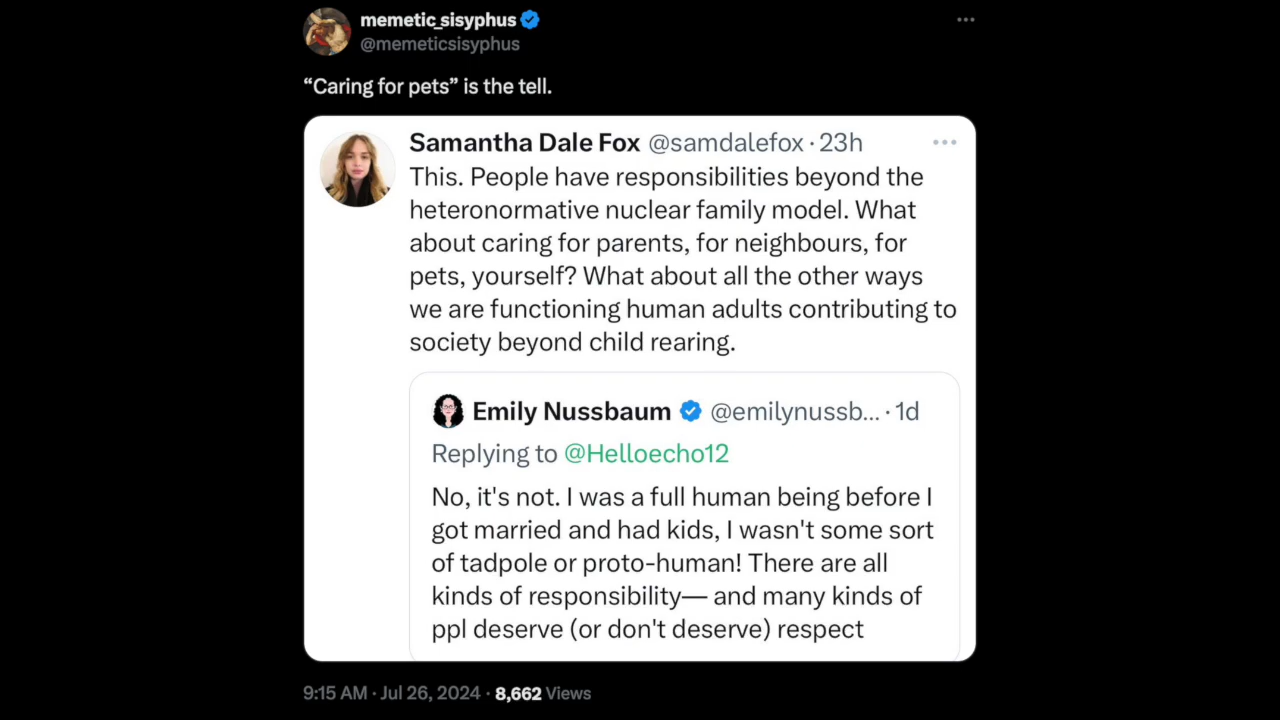 memetic_sisyphus
@memeticsisyphus
“Caring for pets” is the tell.
Samantha Dale Fox @samdalefox · 23h
This. People have responsibilities beyond the
heteronormative nuclear family model. What
about caring for parents, for neighbours, for
pets, yourself? What about all the other ways
we are functioning human adults contributing to
society beyond child rearing.
Emily Nussbaum @emilynussb... · 1d
Replying to @Helloecho12
No, it's not. I was a full human being before I
got married and had kids, I wasn't some sort
of tadpole or proto-human! There are all
kinds of responsibility— and many kinds of
ppl deserve (or don't deserve) respect
9:15 AM · Jul 26, 2024 · 8,662 Views